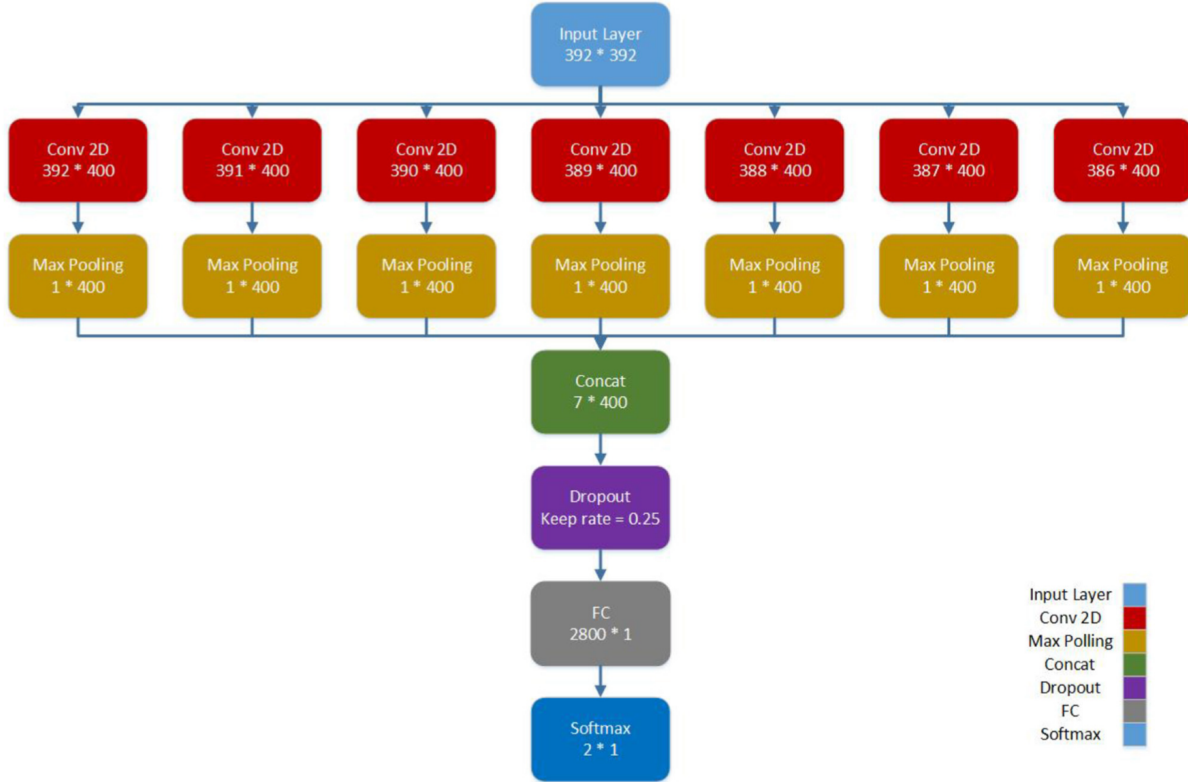 Input Layer
392 * 392
Conv 2D
392 * 400
Conv 2D
391 * 400
Conv 2D
390 * 400
Conv 2D
389 * 400
Conv 2D
388 * 400
Conv 2D
387 * 400
Conv 2D
386 * 400
Max Pooling
1 * 400
Max Pooling
1 * 400
Max Pooling
1 * 400
Max Pooling
1 * 400
Max Pooling
1 * 400
Max Pooling
1 * 400
Max Pooling
1 * 400
Concat
7 * 400
Dropout
Keep rate = 0.25
FC
2800 * 1
Softmax
2 * 1
Input Layer
Conv 2D
Max Polling
Concat
Dropout
FC
Softmax